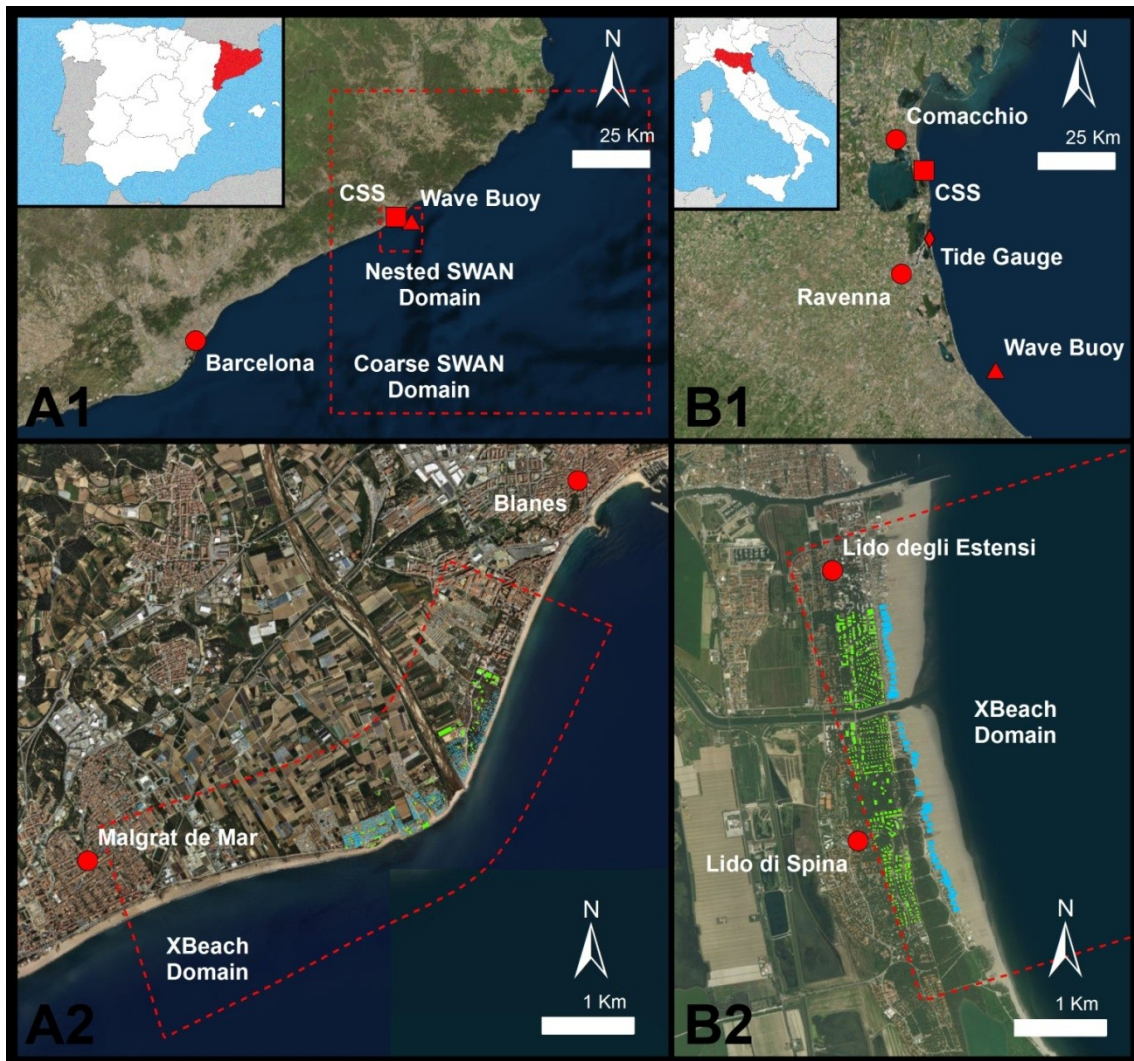 N
25 Km
CSS
Wave Buoy
Nested SWAN
Domain
Barcelona
Coarse SWAN
Domain
A1
N
25 Km
Comacchio
CSS
Tide Gauge
Ravenna
Wave Buoy
B1
Blanes
Malgrat de Mar
XBeach
Domain
N
1 Km
A2
Lido degli Estensi
XBeach
Domain
Lido di Spina
N
1 Km
B2